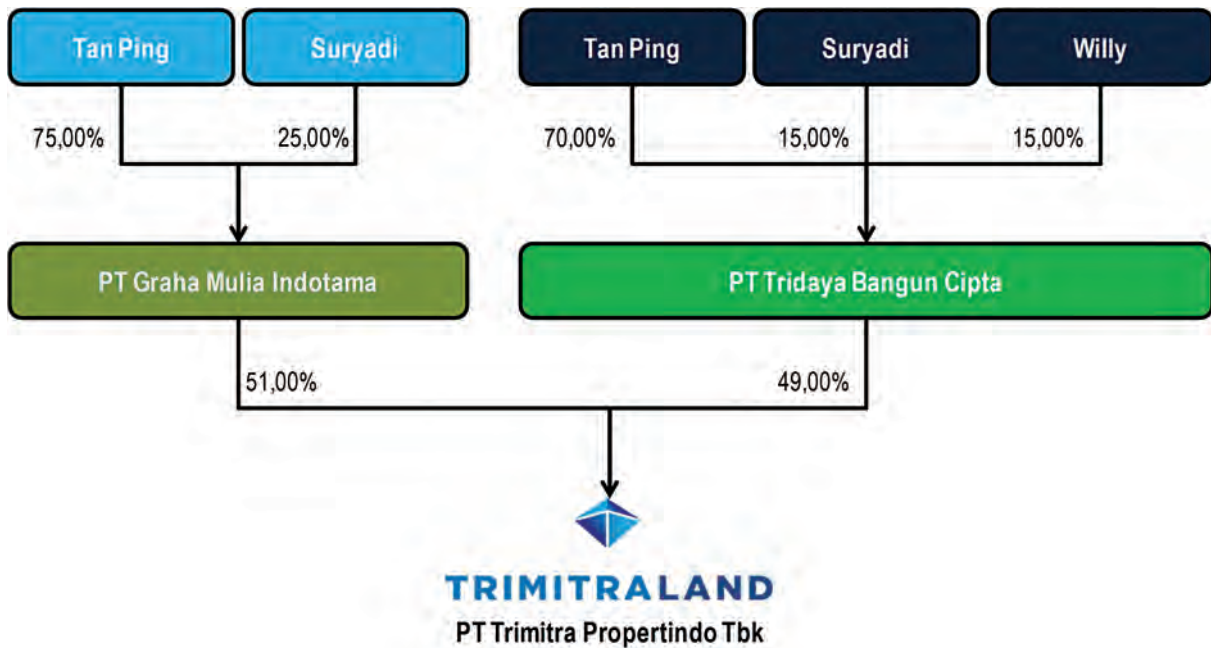 Tan Ping
Suryadi
Tan Ping
Suryadi
Willy
75,00%
25,00%
70,00%
15,00%
15,00%
PT Graha Mulia Indotama
PT Tridaya Bangun Cipta
51,00%
49,00%
TRIMITRALAND
PT Trimitra Propertindo Tbk